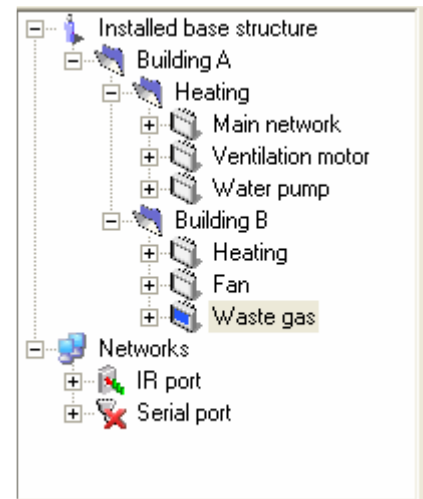 Installed base structure
Building A
Heating
Main network
Ventilation motor
Water pump
Building B
Heating
Fan
Waste gas
Networks
IR port
Serial port